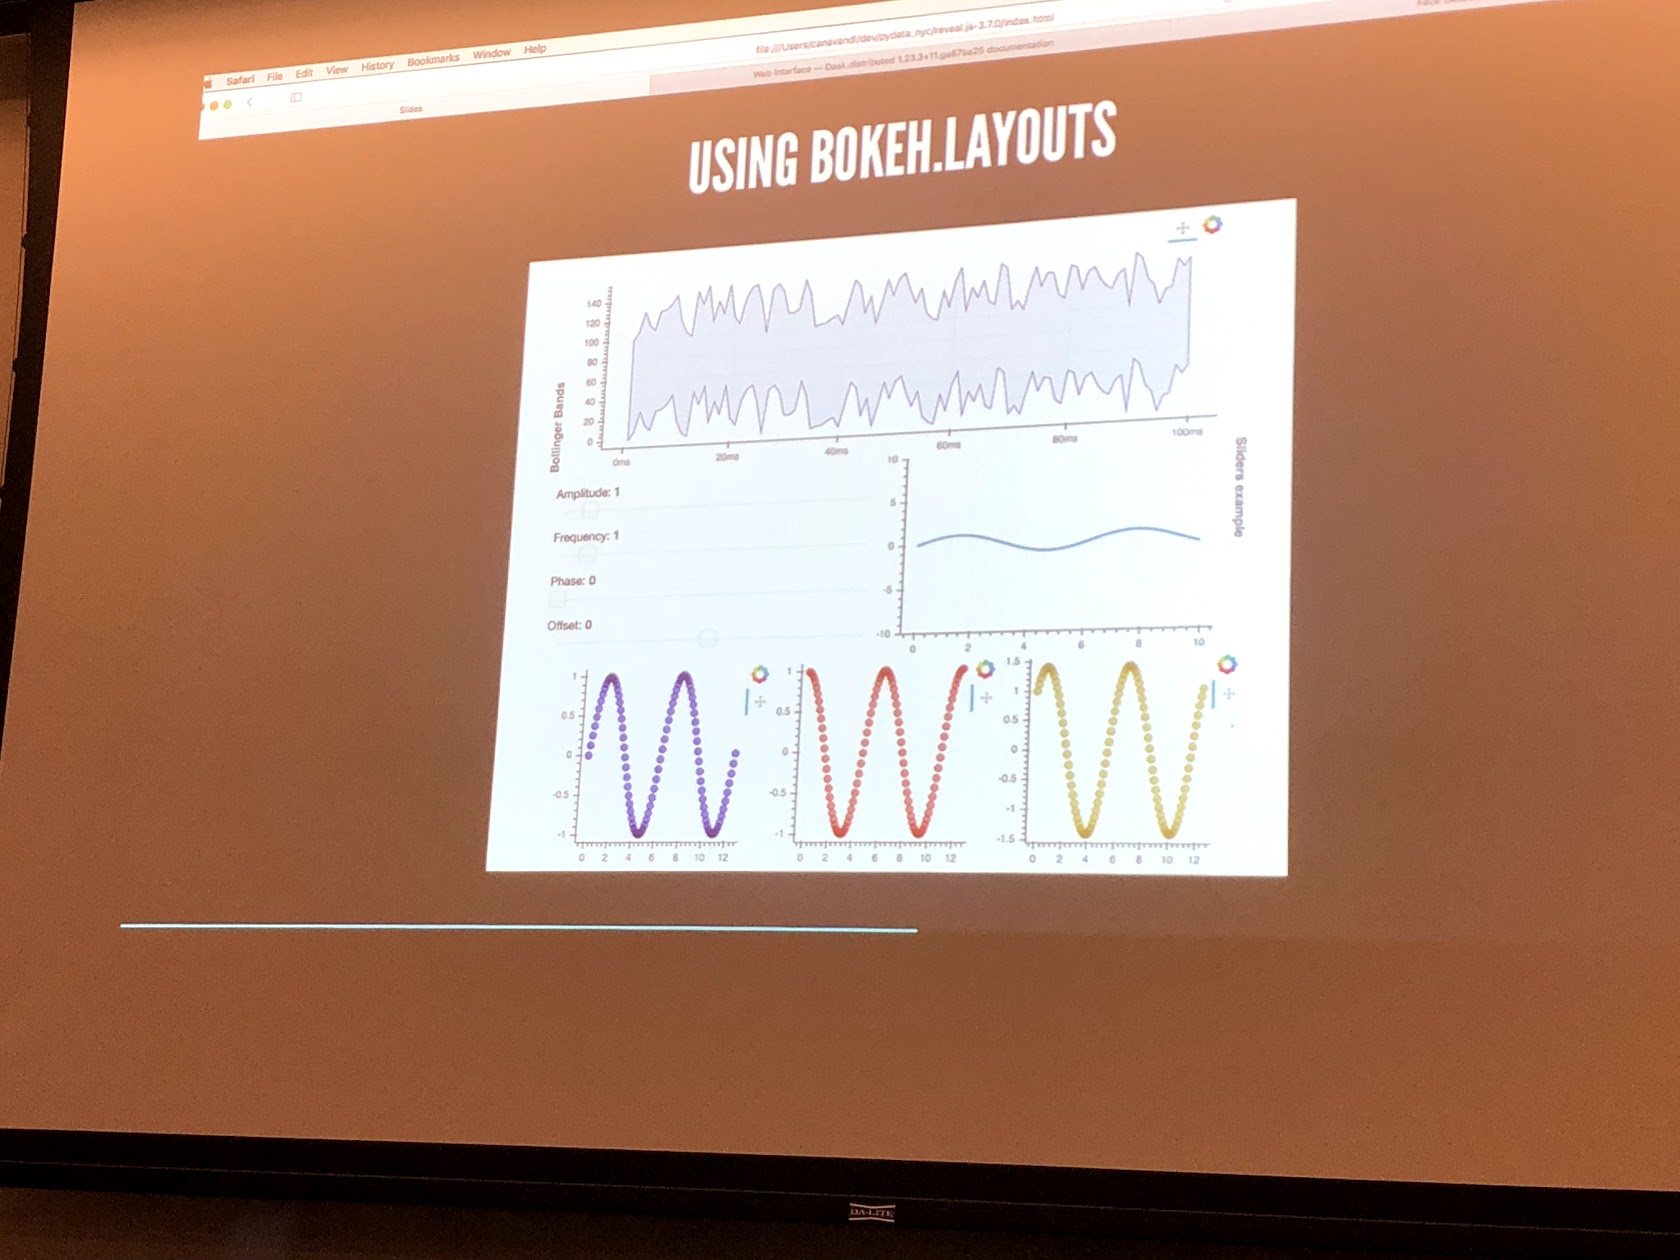 Safari File Edit View History Bookmarks Window Help
file:///Users/canavandl/dev/pydata_nyc/reveal.js-3.7.0/index.html
Slides
Web Interface — Dask.distributed 1.23.3+11.ga67ba25 documentation
USING BOKEH.LAYOUTS
Bollinger Bands
140
120
100
80
60
40
20
0
0ms 20ms 40ms 60ms 80ms 100ms
Amplitude: 1
Frequency: 1
Phase: 0
Offset: 0
Sliders example
10
5
0
-5
-10
0 2 4 6 8 10
1
0.5
0
-0.5
-1
0 2 4 6 8 10 12
1
0.5
0
-0.5
-1
0 2 4 6 8 10 12
1.5
1
0.5
0
-0.5
-1
-1.5
0 2 4 6 8 10 12
DA-LITE